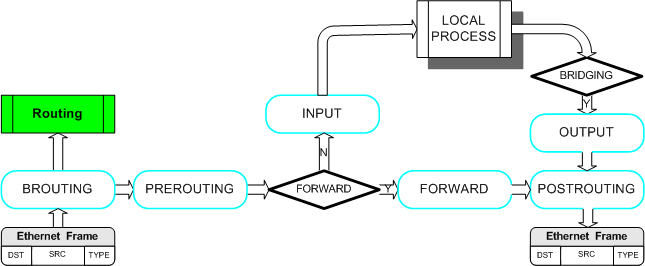 LOCAL
PROCESS
BRIDGING
Y
Routing
INPUT
OUTPUT
N
BROUTING
PREROUTING
FORWARD
Y
FORWARD
POSTROUTING
Ethernet Frame
DST SRC TYPE
Ethernet Frame
DST SRC TYPE